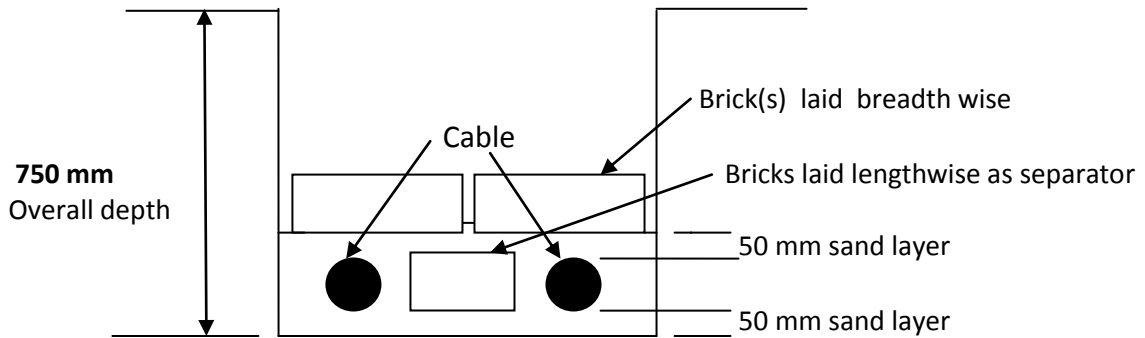 Brick(s) laid breadth wise
Cable
750 mm
Overall depth
Bricks laid lengthwise as separator
50 mm sand layer
50 mm sand layer